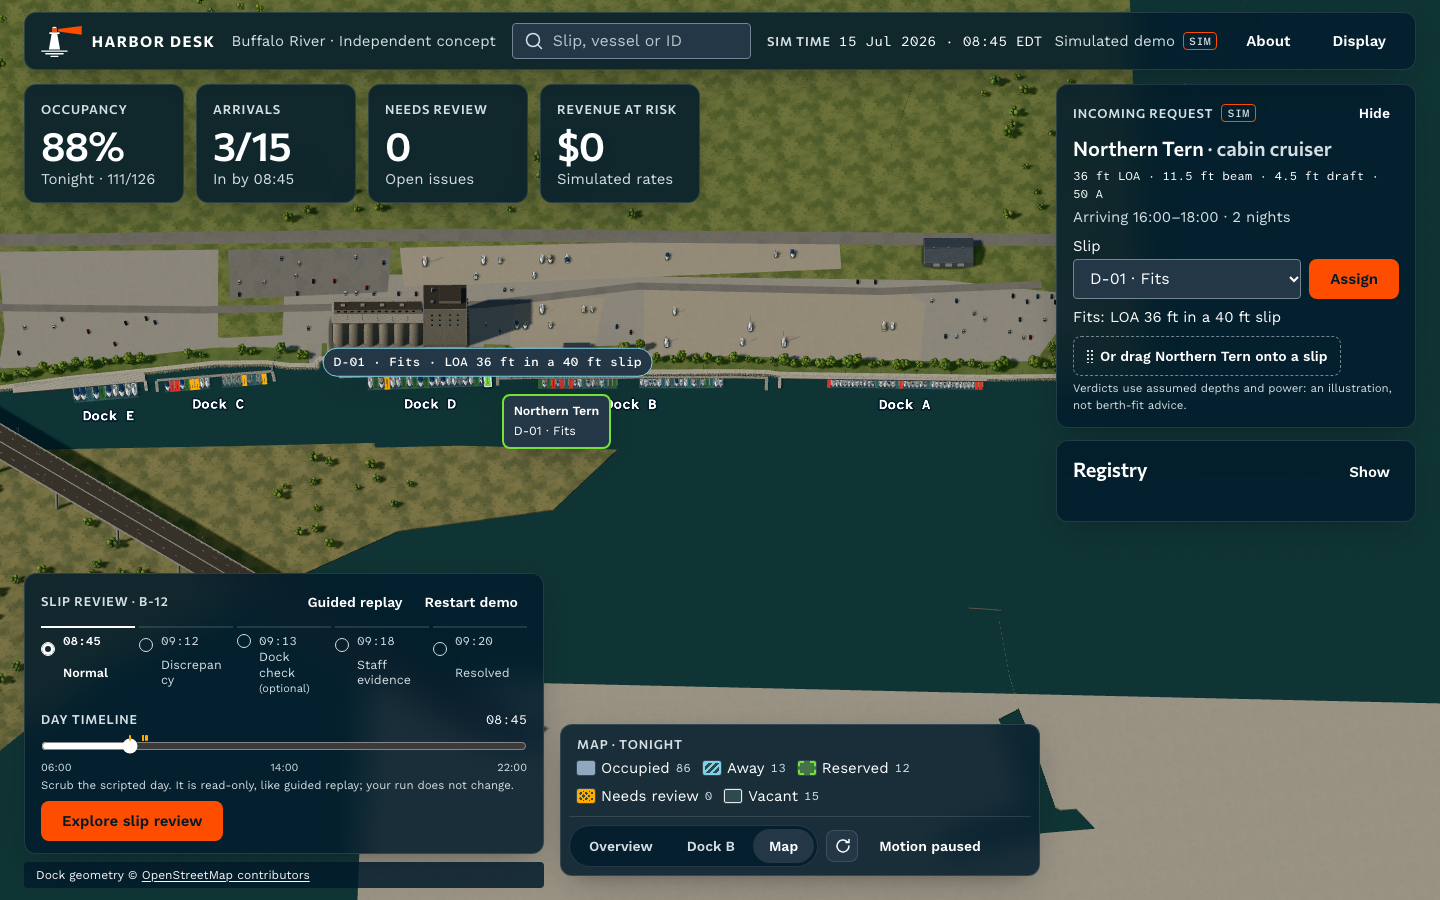 HARBOR DESK
Buffalo River · Independent concept
Slip, vessel or ID
SIM TIME 15 Jul 2026 · 08:45 EDT
Simulated demo SIM
About
Display
OCCUPANCY
88%
Tonight · 111/126
ARRIVALS
3/15
In by 08:45
NEEDS REVIEW
0
Open issues
REVENUE AT RISK
$0
Simulated rates
INCOMING REQUEST SIM
Hide
Northern Tern · cabin cruiser
36 ft LOA · 11.5 ft beam · 4.5 ft draft ·
50 A
Arriving 16:00–18:00 · 2 nights
Slip
D-01 · Fits
Assign
Fits: LOA 36 ft in a 40 ft slip
Or drag Northern Tern onto a slip
Verdicts use assumed depths and power: an illustration,
not berth-fit advice.
Registry
Show
D-01 · Fits · LOA 36 ft in a 40 ft slip
Dock E
Dock C
Dock D
Dock B
Dock A
Northern Tern
D-01 · Fits
SLIP REVIEW · B-12
Guided replay
Restart demo
08:45
Normal
09:12
Discrepan
cy
09:13
Dock
check
(optional)
09:18
Staff
evidence
09:20
Resolved
DAY TIMELINE
08:45
06:00
14:00
22:00
Scrub the scripted day. It is read-only, like guided replay; your run does not change.
Explore slip review
Dock geometry © OpenStreetMap contributors
MAP · TONIGHT
Occupied 86
Away 13
Reserved 12
Needs review 0
Vacant 15
Overview
Dock B
Map
Motion paused